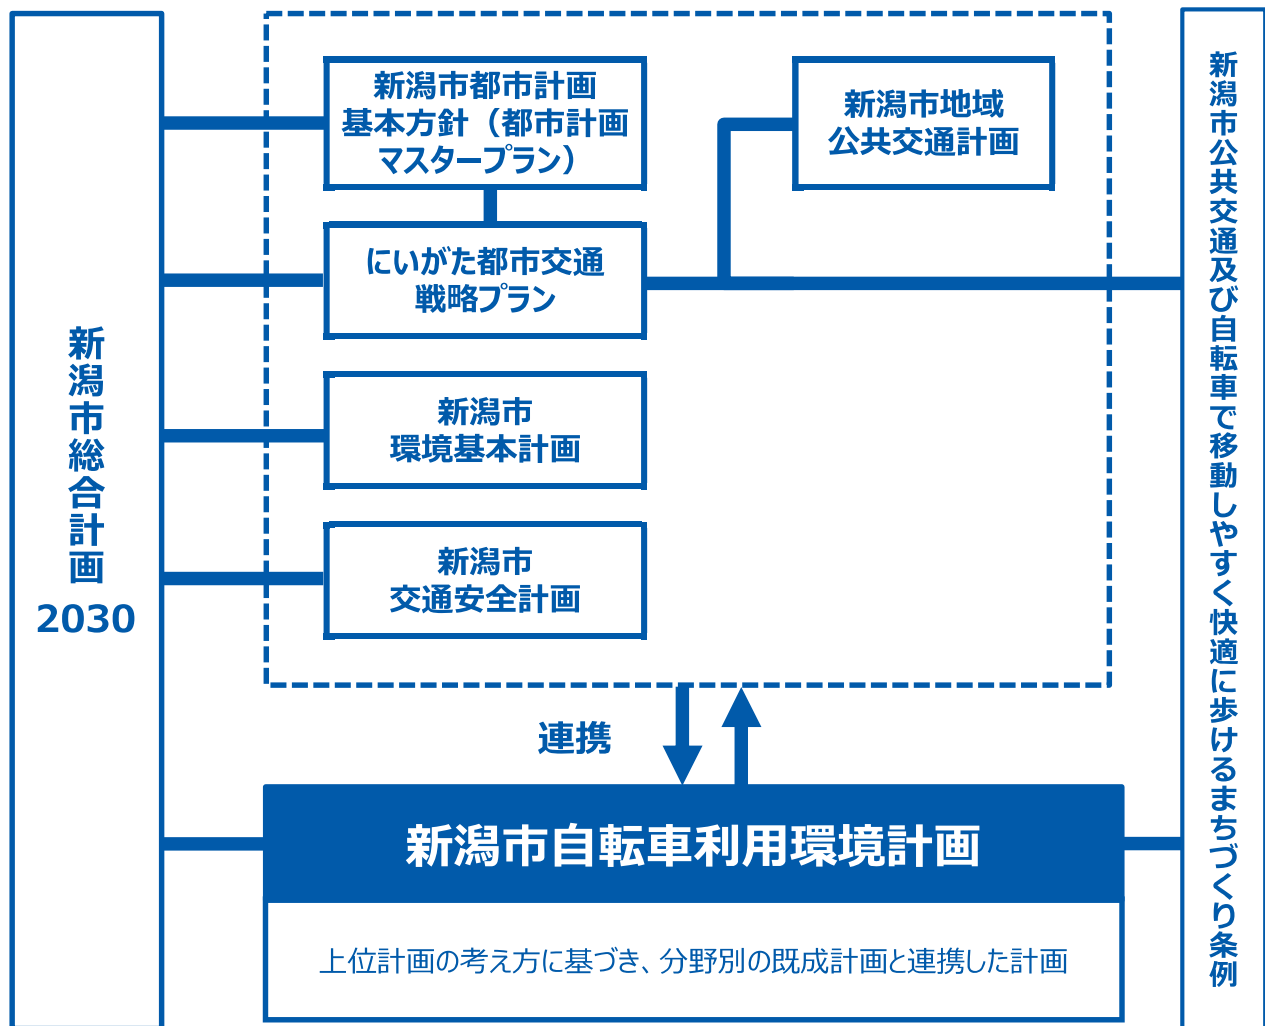 新潟市総合計画
2030
新潟市都市計画
基本方針（都市計画
マスタープラン）
にいがた都市交通
戦略プラン
新潟市
環境基本計画
新潟市
交通安全計画
新潟市地域
公共交通計画
連携
新潟市自転車利用環境計画
上位計画の考え方に基づき、分野別の既成計画と連携した計画
新潟市公共交通及び自転車で移動しやすく快適に歩けるまちづくり条例